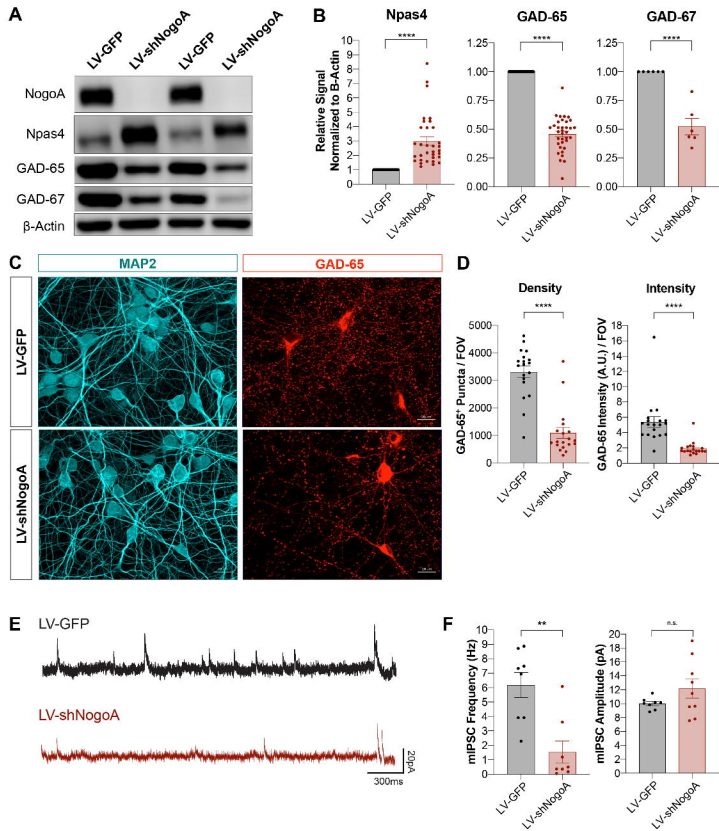 A
LV-GFP
LV-shNogoA
LV-GFP
LV-shNogoA
NogoA
Npas4
GAD-65
GAD-67
β-Actin
B
Npas4
Relative Signal
Normalized to B-Actin
10
9
8
7
6
5
4
3
2
1
****
LV-GFP
LV-shNogoA
GAD-65
1.00
0.75
0.50
0.25
0.00
****
LV-GFP
LV-shNogoA
GAD-67
1.00
0.75
0.50
0.25
0.00
****
LV-GFP
LV-shNogoA
C
MAP2
GAD-65
LV-GFP
LV-shNogoA
D
Density
GAD-65⁺ Puncta / FOV
5000
4000
3000
2000
1000
0
****
LV-GFP
LV-shNogoA
Intensity
GAD-65 Intensity (A.U.) / FOV
18
16
14
12
10
8
6
4
2
0
****
LV-GFP
LV-shNogoA
E
LV-GFP
LV-shNogoA
20pA
300ms
F
mIPSC Frequency (Hz)
10
9
8
7
6
5
4
3
2
1
0
**
LV-GFP
LV-shNogoA
mIPSC Amplitude (pA)
20
18
16
14
12
10
8
6
4
2
0
n.s.
LV-GFP
LV-shNogoA